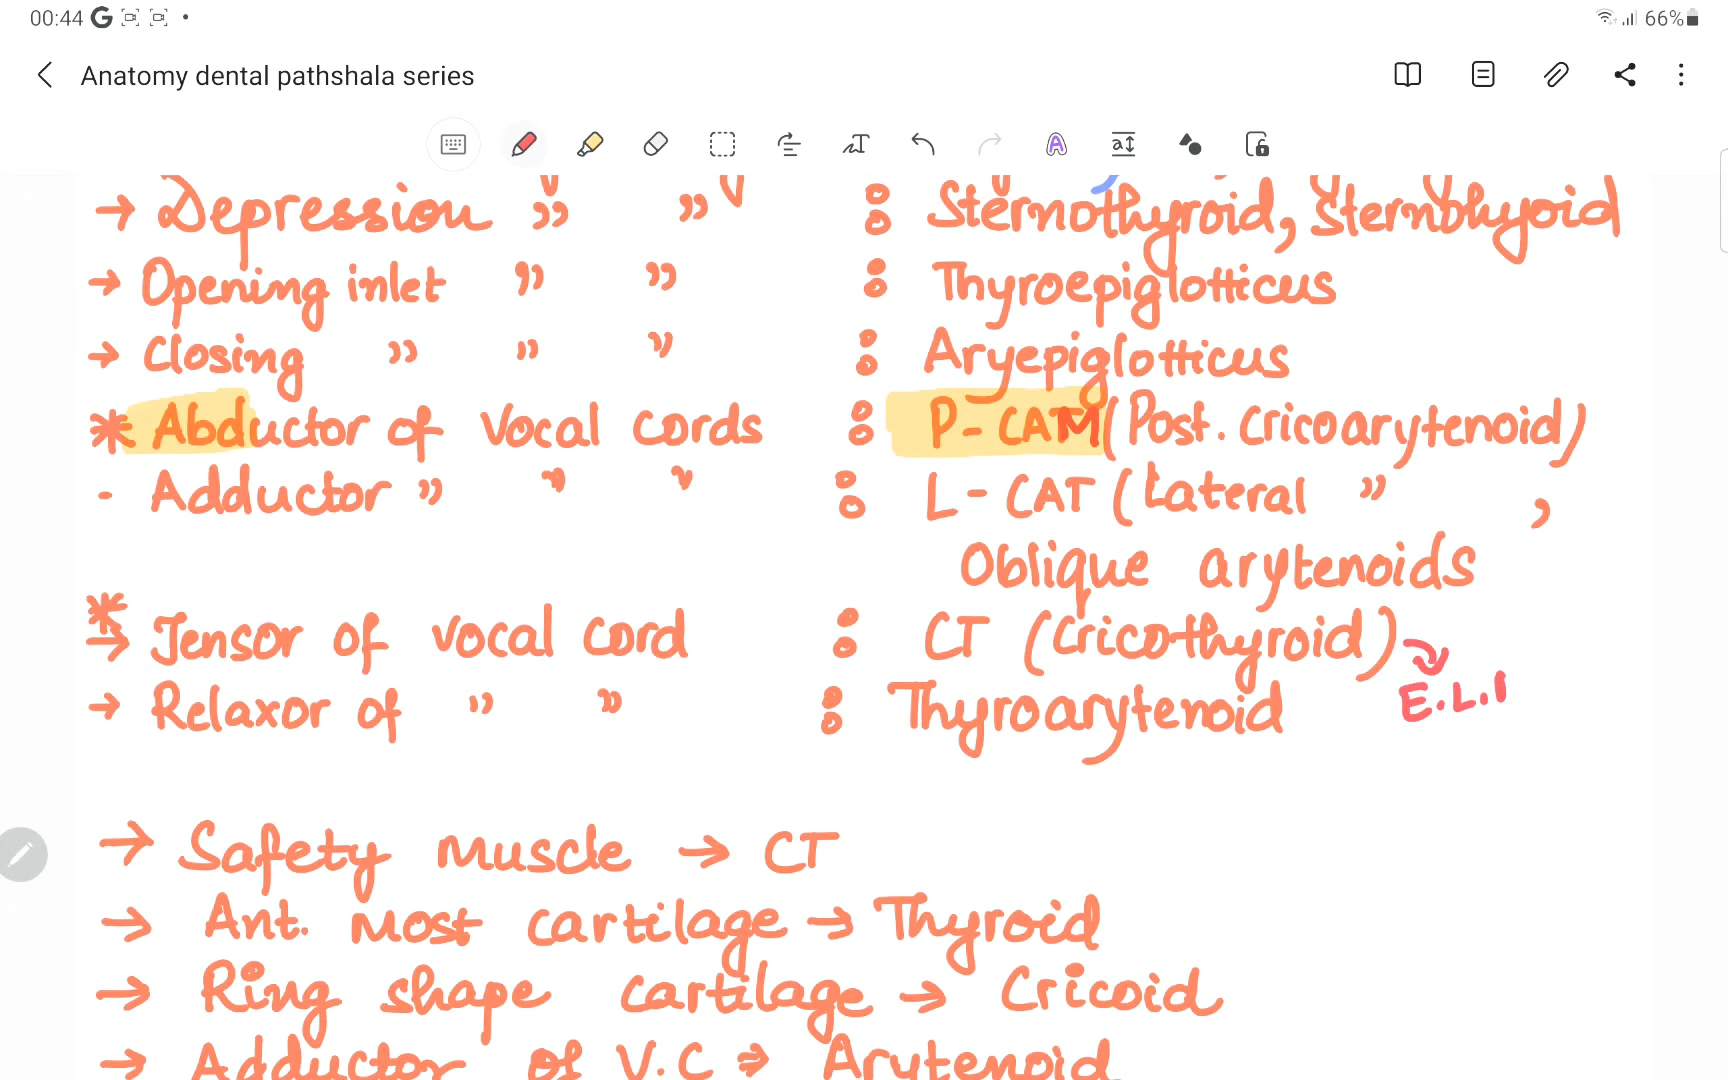 00:44 G 66%
Anatomy dental pathshala series
→ Depression " " : Sternothyroid, Sternohyoid
→ Opening inlet " " : Thyroepiglotticus
→ Closing " " " : Aryepiglotticus
* Abductor of Vocal cords : P-CAM (Post. Cricoarytenoid)
- Adductor " " " : L-CAT (Lateral " ,
Oblique arytenoids
* → Tensor of vocal cord : CT (Cricothyroid) → E.L.
→ Relaxor of " " : Thyroarytenoid
→ Safety Muscle → CT
→ Ant. Most cartilage → Thyroid
→ Ring shape cartilage → Cricoid
→ Adductor of V.C ⇒ Arytenoid